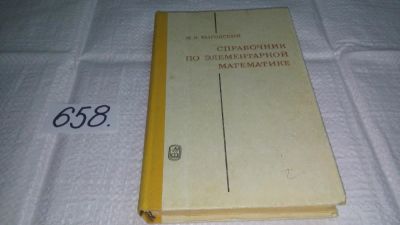 М. Я. ВЫГОДСКИЙ
СПРАВОЧНИК
ПО ЭЛЕМЕНТАРНОЙ
МАТЕМАТИКЕ
658.